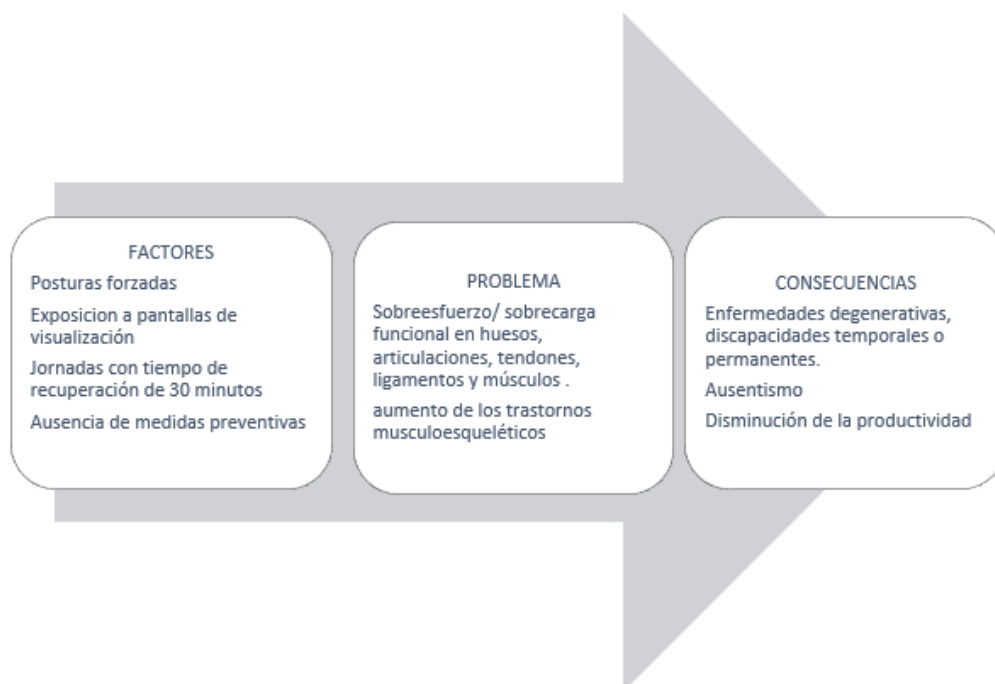 FACTORES
Posturas forzadas
Exposicion a pantallas de
visualización
Jornadas con tiempo de
recuperación de 30 minutos
Ausencia de medidas preventivas
PROBLEMA
Sobreesfuerzo/ sobrecarga
funcional en huesos,
articulaciones, tendones,
ligamentos y músculos .
aumento de los trastornos
musculoesqueléticos
CONSECUENCIAS
Enfermedades degenerativas,
discapacidades temporales o
permanentes.
Ausentismo
Disminución de la productividad